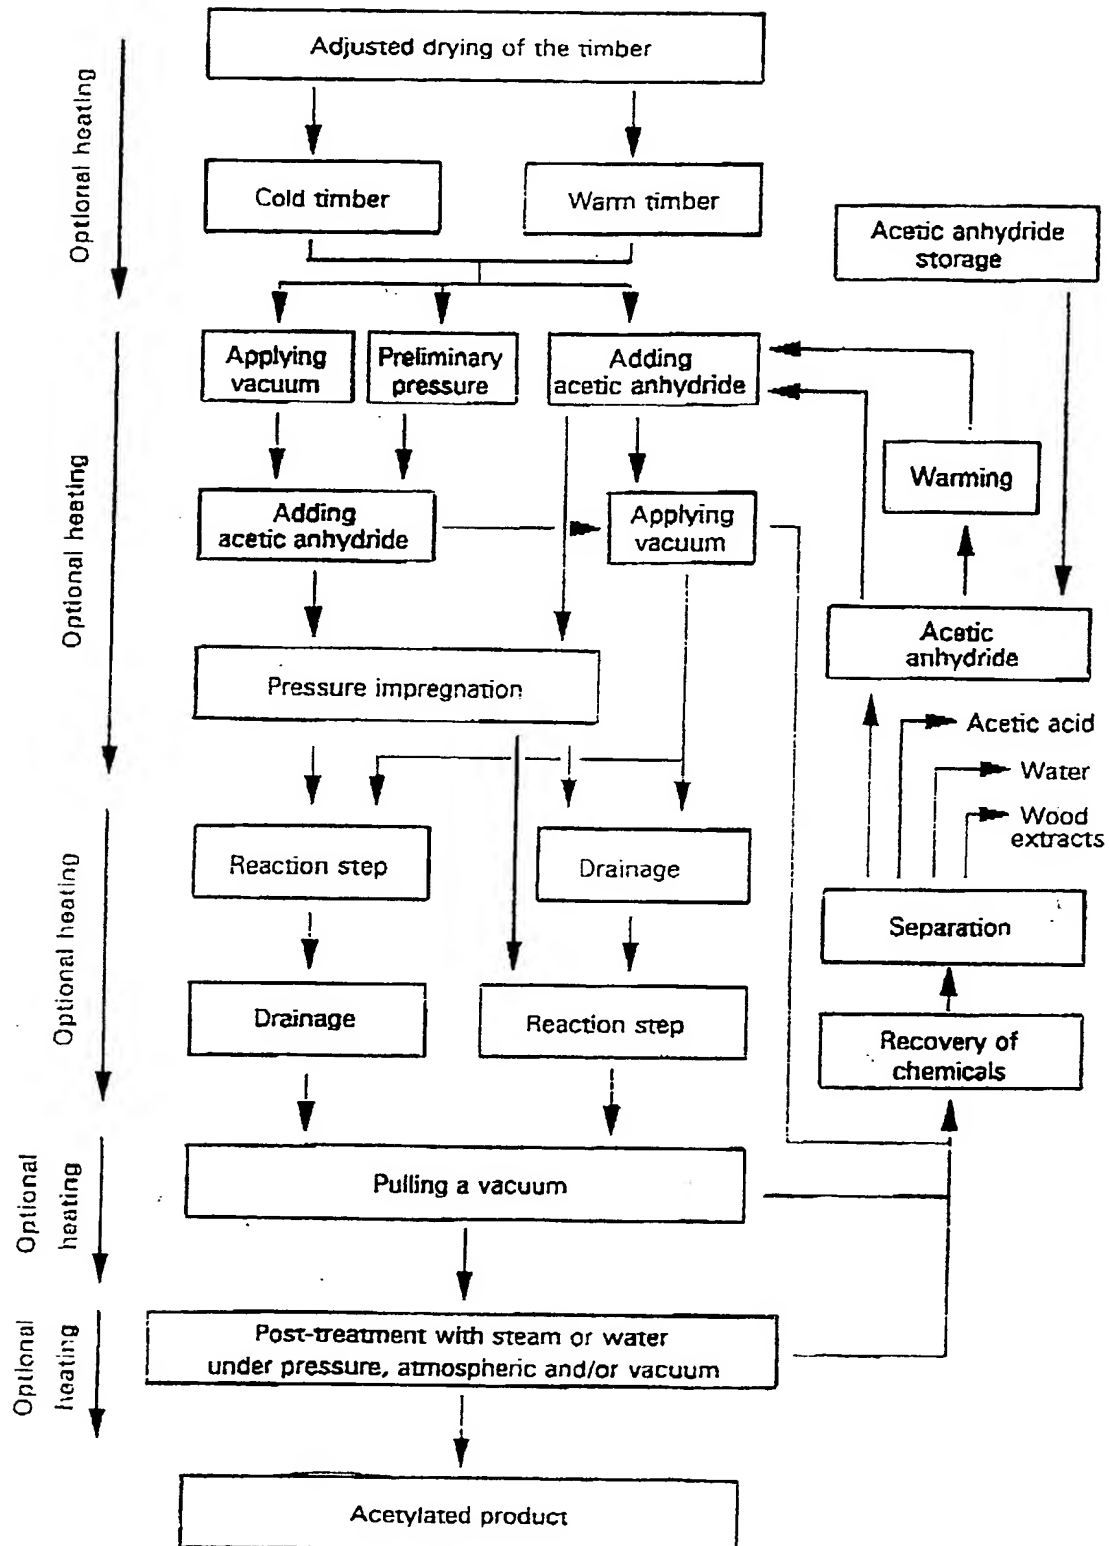 Adjusted drying of the timber
Optional heating
Cold timber
Warm timber
Acetic anhydride
storage
Applying
vacuum
Preliminary
pressure
Adding
acetic anhydride
Optional heating
Warming
Adding
acetic anhydride
Applying
vacuum
Acetic
anhydride
Pressure impregnation
Acetic acid
Water
Wood
extracts
Optional heating
Reaction step
Drainage
Separation
Drainage
Reaction step
Recovery of
chemicals
Optional
heating
Pulling a vacuum
Optional
heating
Post-treatment with steam or water
under pressure, atmospheric and/or vacuum
Acetylated product